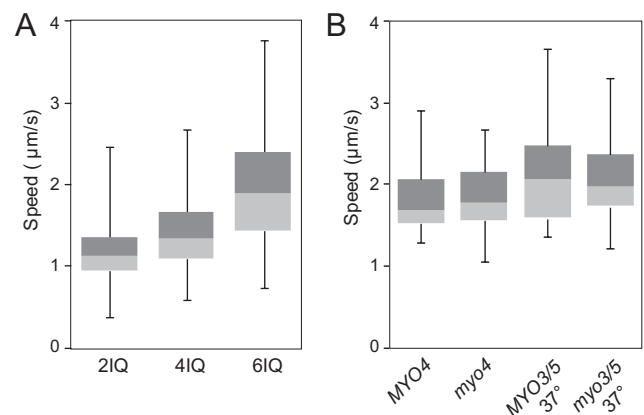 A
B
4
3
2
1
0
Speed ( μm/s)
2IQ 4IQ 6IQ
4
3
2
1
0
Speed (μm/s)
MYO4
myo4
MYO3/5
37°
myo3/5
37°